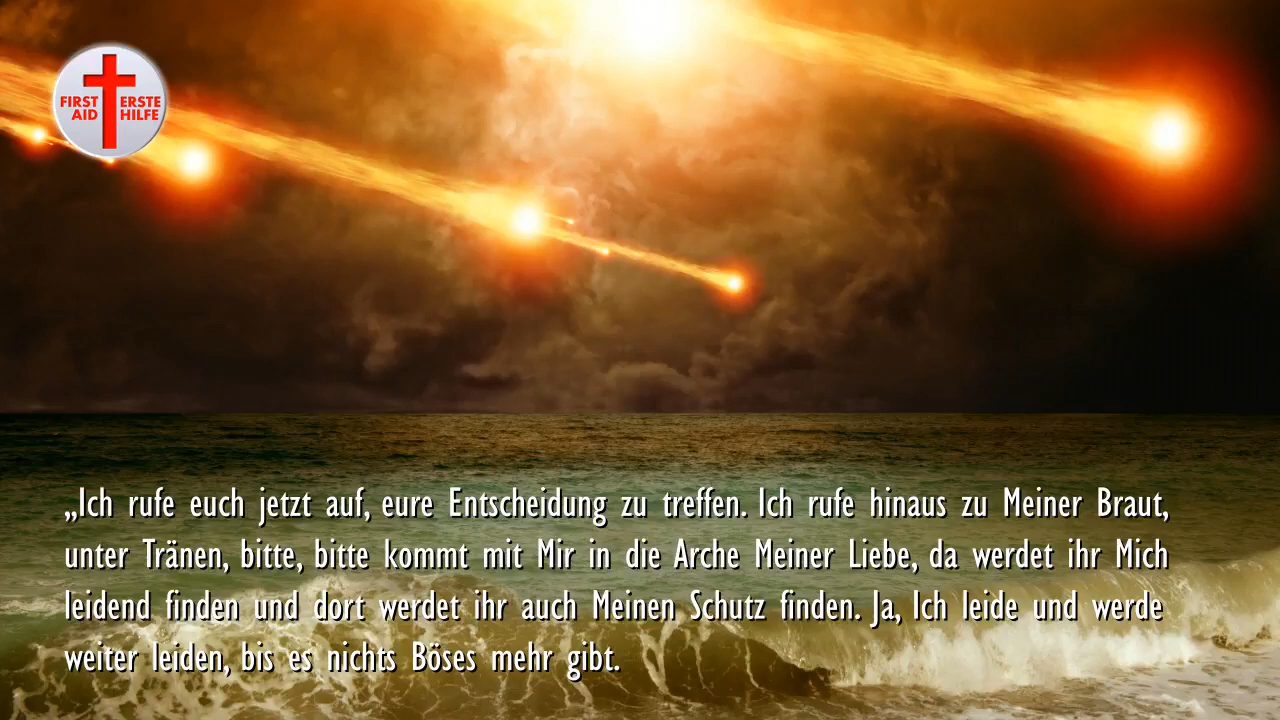 FIRST ERSTE
AID HILFE
„Ich rufe euch jetzt auf, eure Entscheidung zu treffen. Ich rufe hinaus zu Meiner Braut,
unter Tränen, bitte, bitte kommt mit Mir in die Arche Meiner Liebe, da werdet ihr Mich
leidend finden und dort werdet ihr auch Meinen Schutz finden. Ja, Ich leide und werde
weiter leiden, bis es nichts Böses mehr gibt.